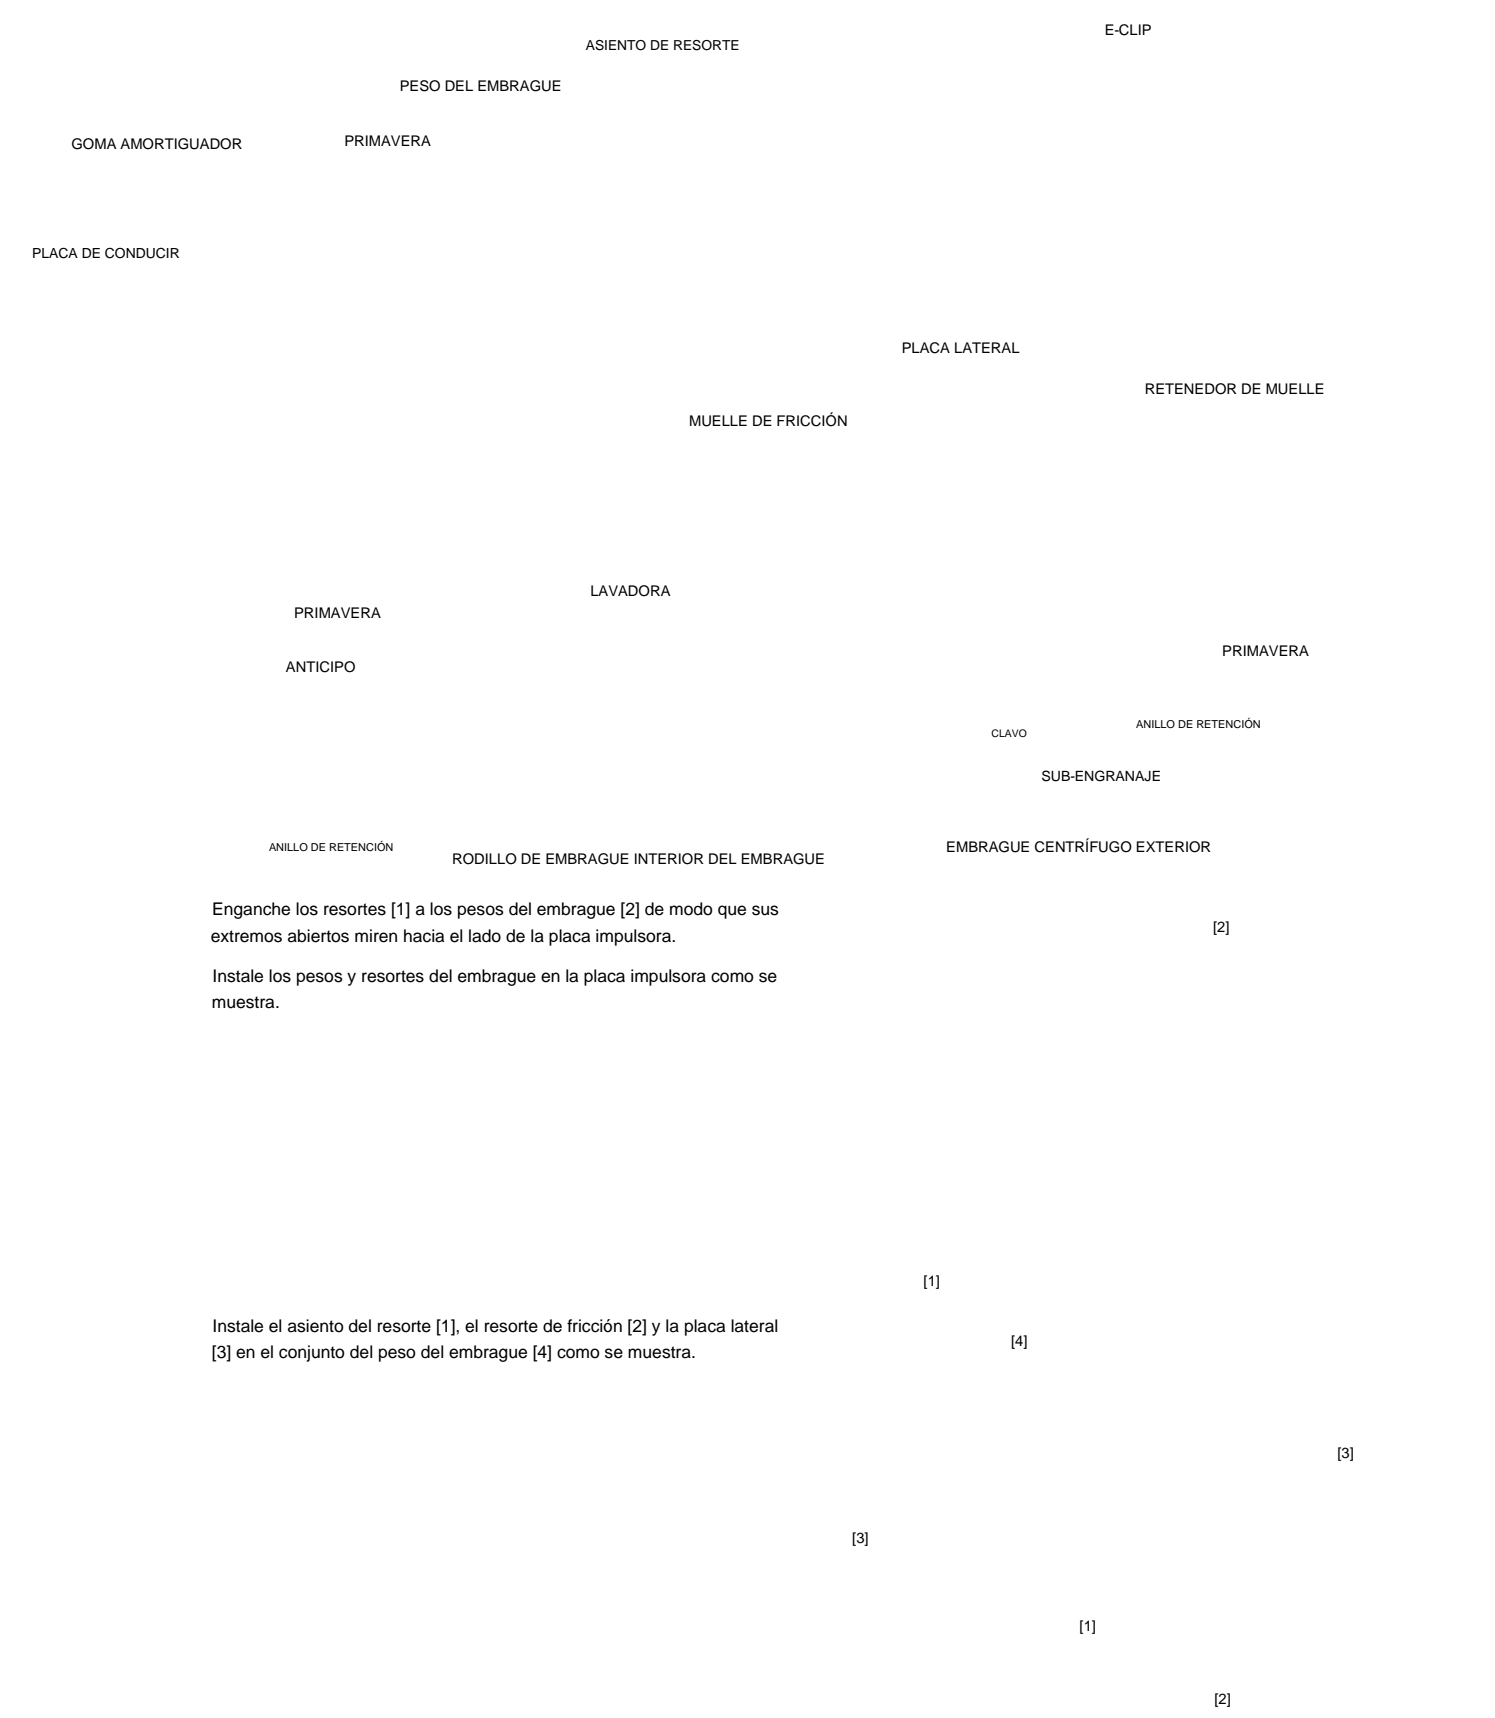 E-CLIP
ASIENTO DE RESORTE
PESO DEL EMBRAGUE
GOMA AMORTIGUADOR
PRIMAVERA
PLACA DE CONDUCIR
PLACA LATERAL
RETENEDOR DE MUELLE
MUELLE DE FRICCIÓN
LAVADORA
PRIMAVERA
PRIMAVERA
ANTICIPO
ANILLO DE RETENCIÓN
CLAVO
SUB-ENGRANAJE
ANILLO DE RETENCIÓN
RODILLO DE EMBRAGUE INTERIOR DEL EMBRAGUE
EMBRAGUE CENTRÍFUGO EXTERIOR
Enganche los resortes [1] a los pesos del embrague [2] de modo que sus
extremos abiertos miren hacia el lado de la placa impulsora.
[2]
Instale los pesos y resortes del embrague en la placa impulsora como se
muestra.
[1]
Instale el asiento del resorte [1], el resorte de fricción [2] y la placa lateral
[3] en el conjunto del peso del embrague [4] como se muestra.
[4]
[3]
[3]
[1]
[2]